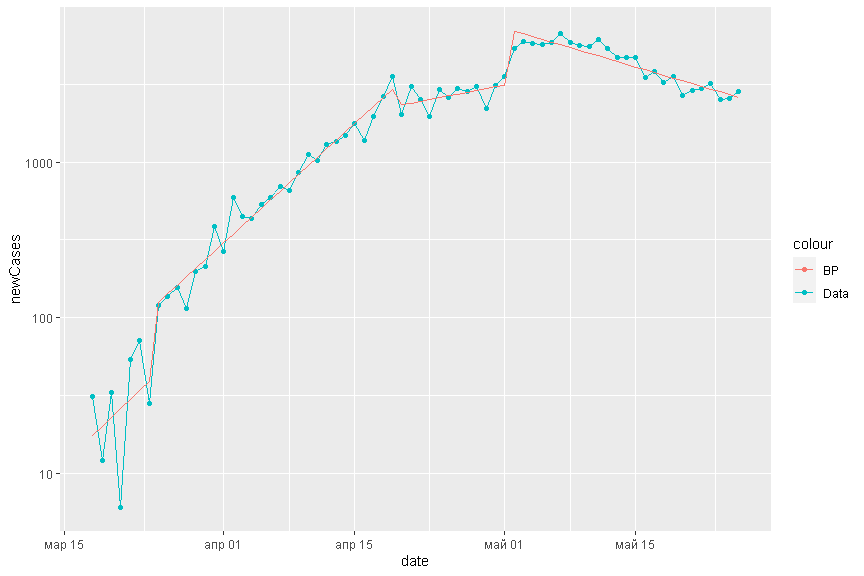 newCases
1000
100
10
мар 15
апр 01
апр 15
май 01
май 15
date
colour
BP
Data